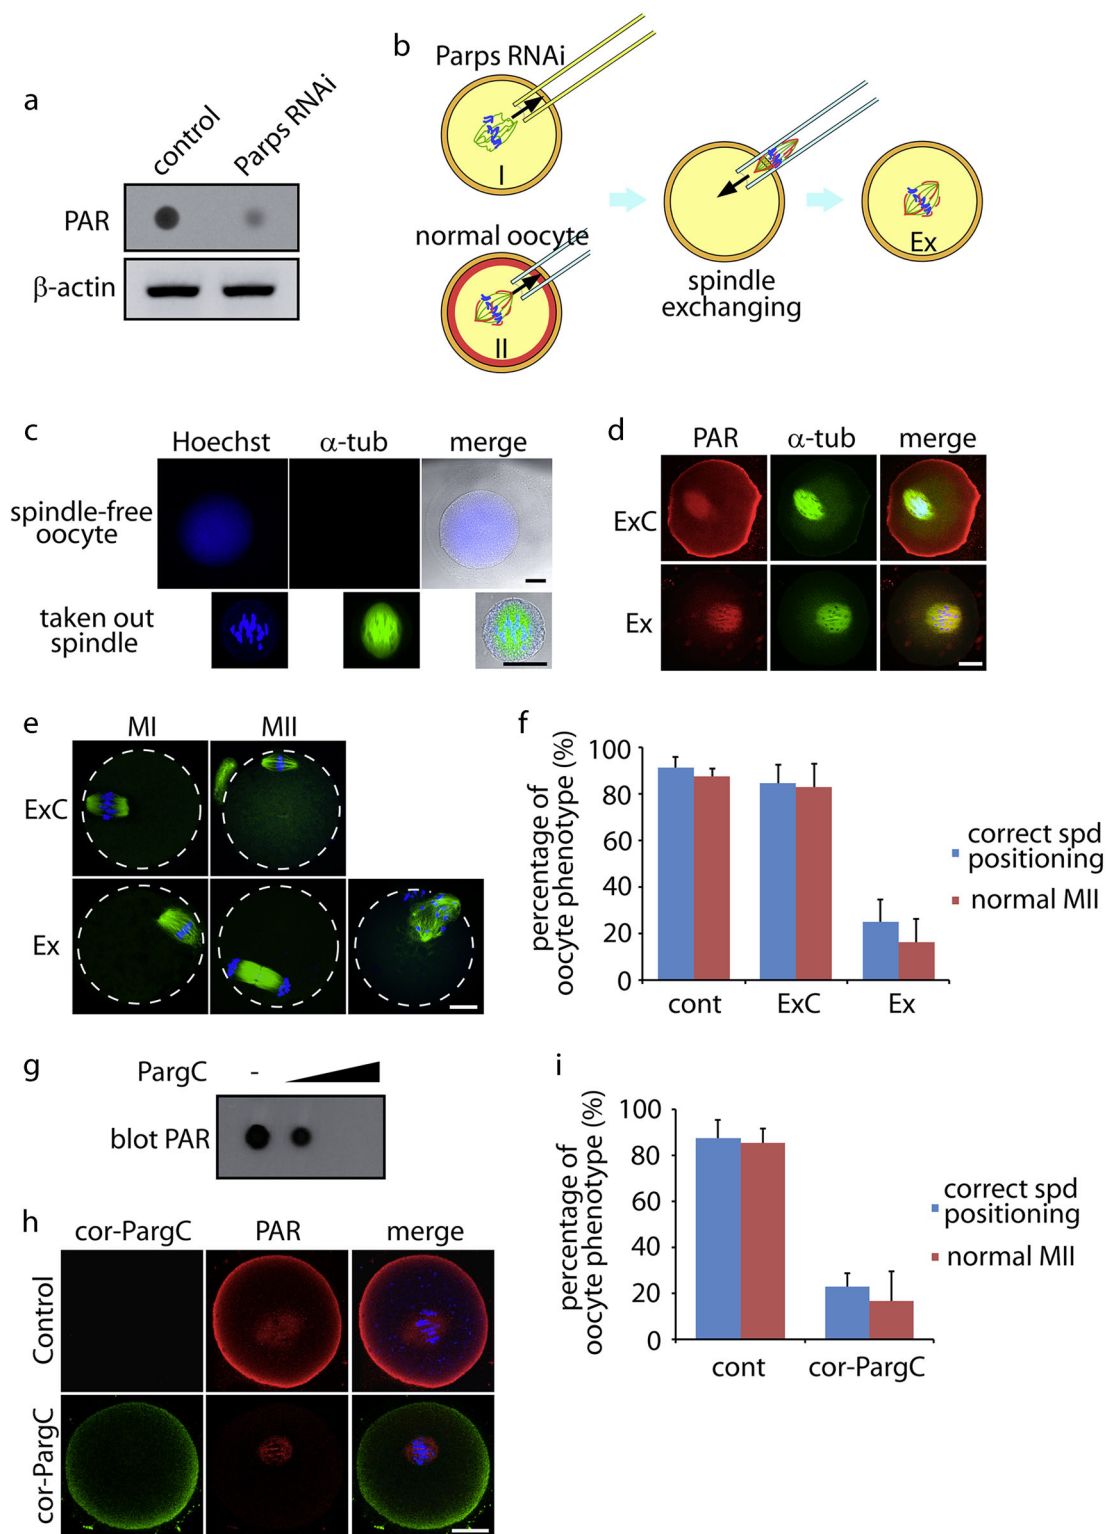 a
control
Parps RNAi
PAR
β-actin
b
Parps RNAi
I
normal oocyte
II
spindle
exchanging
Ex
c
Hoechst
α-tub
merge
spindle-free
oocyte
taken out
spindle
d
PAR
α-tub
merge
ExC
Ex
e
MI
MII
ExC
Ex
f
percentage of
oocyte phenotype (%)
100
80
60
40
20
0
cont
ExC
Ex
correct spd
positioning
normal MII
g
PargC
-
blot PAR
h
cor-PargC
PAR
merge
Control
cor-PargC
i
percentage of
oocyte phenotype (%)
100
80
60
40
20
0
cont
cor-PargC
correct spd
positioning
normal MII